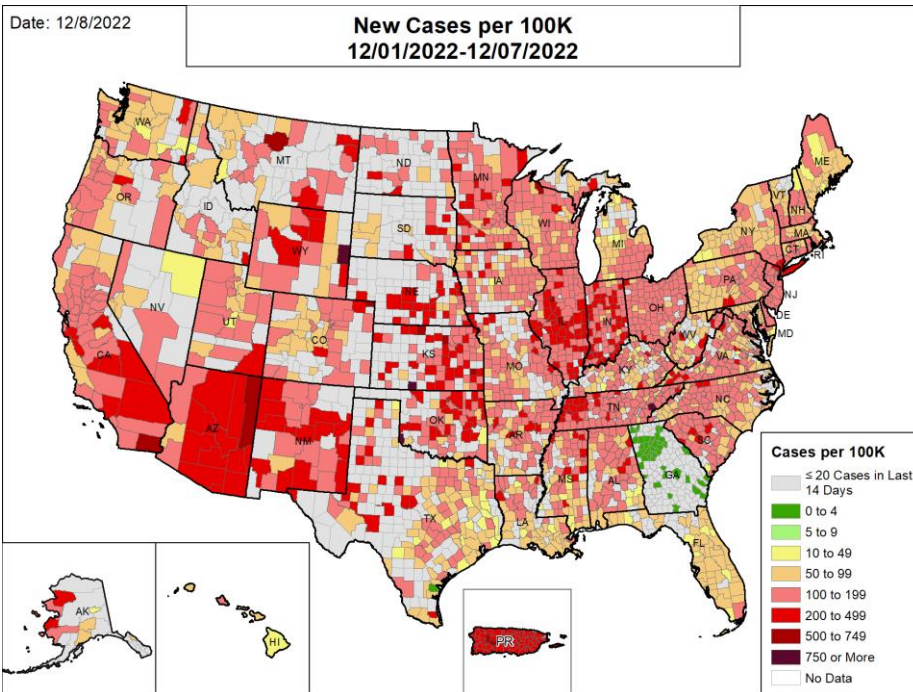 Date: 12/8/2022
New Cases per 100K
12/01/2022-12/07/2022
WA
MT
ND
MN
ME
OR
ID
WY
SD
WI
MI
NY
VT
NH
MA
CT
RI
NV
UT
CO
NE
IA
IL
IN
OH
PA
NJ
DE
MD
WV
VA
CA
KS
MO
KY
AZ
NM
OK
AR
TN
NC
SC
TX
LA
MS
AL
GA
FL
AK
HI
PR
Cases per 100K
≤ 20 Cases in Last
14 Days
0 to 4
5 to 9
10 to 49
50 to 99
100 to 199
200 to 499
500 to 749
750 or More
No Data